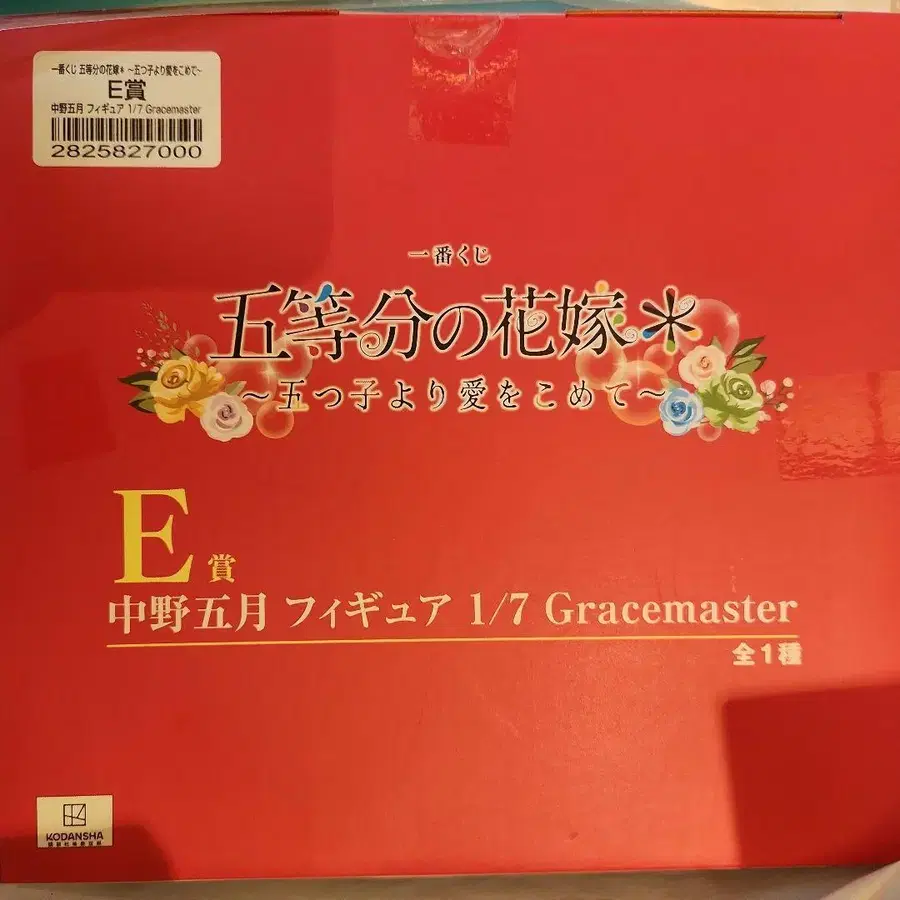 一番くじ 五等分の花嫁＊ ～五つ子より愛をこめて～
E賞
中野五月 フィギュア 1/7 Gracemaster
2825827000
一番くじ
五等分の花嫁＊
～五つ子より愛をこめて～
E賞
中野五月 フィギュア 1/7 Gracemaster
全1種
KODANSHA